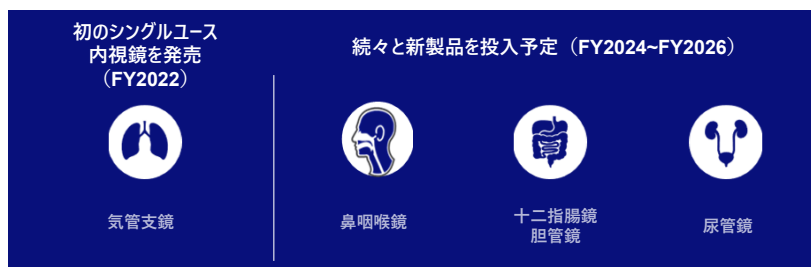 初のシングルユース
内視鏡を発売
（FY2022）
続々と新製品を投入予定（FY2024~FY2026）
気管支鏡
鼻咽喉鏡
十二指腸鏡
胆管鏡
尿管鏡